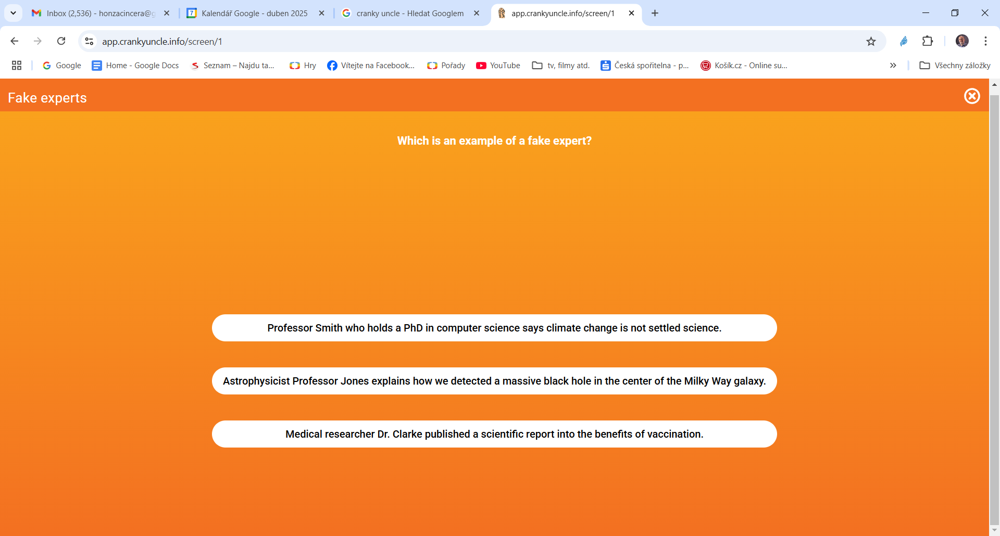 Inbox (2,536) - honzacincera@g
Kalendář Google - duben 2025
cranky uncle - Hledat Googlem
app.crankyuncle.info/screen/1
app.crankyuncle.info/screen/1
Google
Home - Google Docs
Seznam – Najdu ta...
Hry
Vítejte na Facebook...
Pořady
YouTube
tv, filmy atd.
Česká spořitelna - p...
Košík.cz - Online su...
Všechny záložky
Fake experts
Which is an example of a fake expert?
Professor Smith who holds a PhD in computer science says climate change is not settled science.
Astrophysicist Professor Jones explains how we detected a massive black hole in the center of the Milky Way galaxy.
Medical researcher Dr. Clarke published a scientific report into the benefits of vaccination.